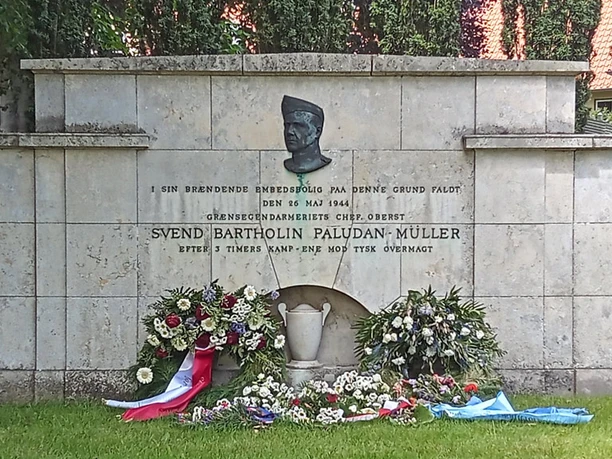 I SIN BRÆNDENDE EMBEDSBOLIG PAA DENNE GRUND FALDT
DEN 26 MAJ 1944
GRÆNSEGENDARMERIETS CHEF, OBERST
SVEND BARTHOLIN PALUDAN-MÜLLER
EFTER 3 TIMERS KAMP-ENE MOD TYSK OVERMAGT